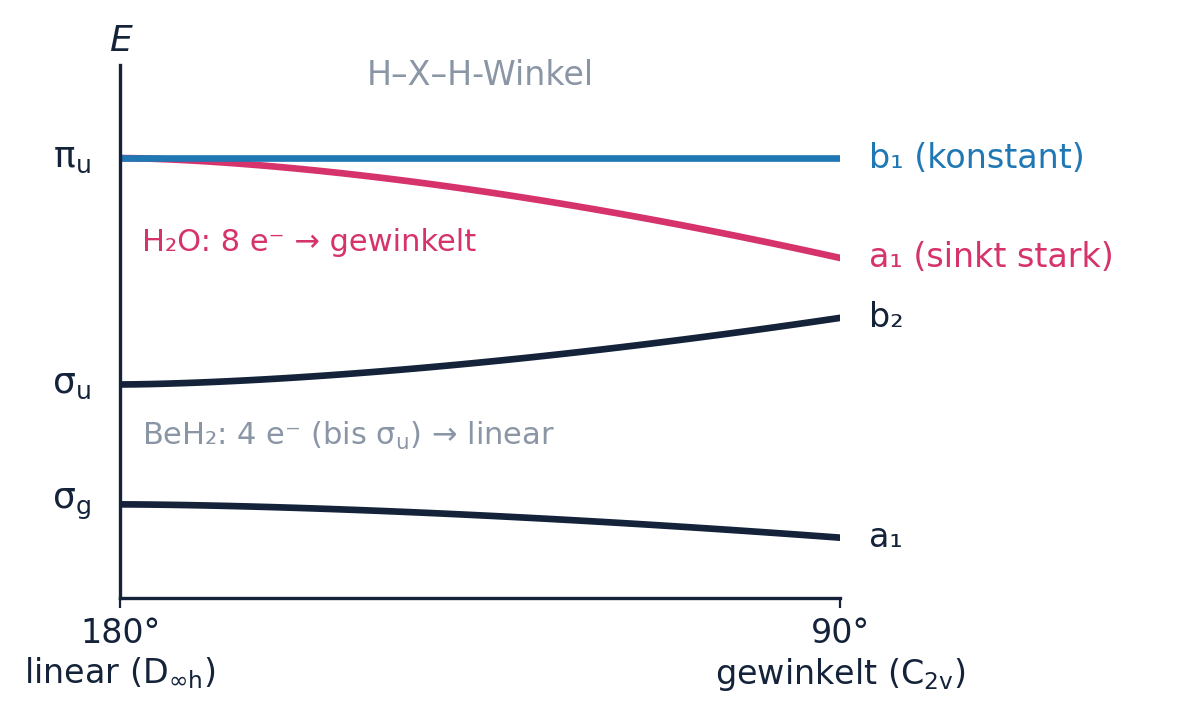 E
H–X–H-Winkel
πᵤ
b₁ (konstant)
H₂O: 8 e⁻ → gewinkelt
a₁ (sinkt stark)
b₂
σᵤ
BeH₂: 4 e⁻ (bis σᵤ) → linear
σg
a₁
180°
90°
linear (D∞h)
gewinkelt (C₂ᵥ)